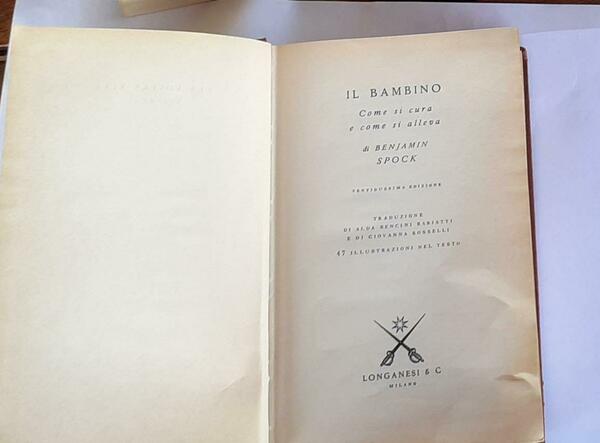 IL BAMBINO
Come si cura
e come si alleva
di BENJAMIN
SPOCK
VENTIDUESIMA EDIZIONE
TRADUZIONE
DI ALDA BENCINI BARIATTI
E DI GIOVANNA ROSSELLI
47 ILLUSTRAZIONI NEL TESTO
LONGANESI & C
MILANO